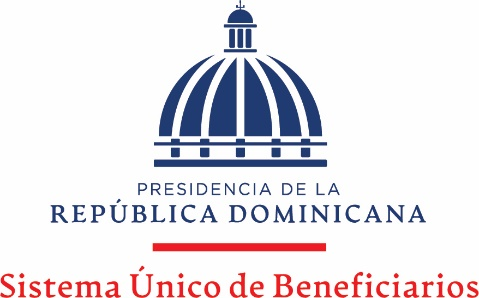 PRESIDENCIA DE LA
REPÚBLICA DOMINICANA
Sistema Único de Beneficiarios